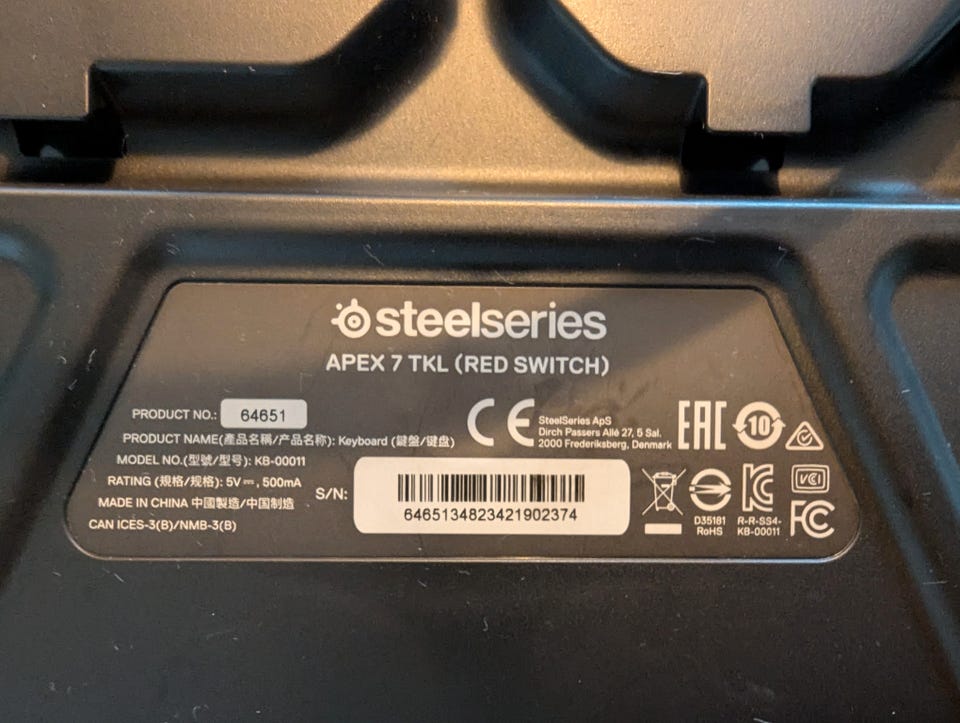 steelseries
APEX 7 TKL (RED SWITCH)
PRODUCT NO.: 64651
PRODUCT NAME(產品名稱/产品名称): Keyboard (鍵盤/键盘)
MODEL NO.(型號/型号): KB-00011
RATING (規格/规格): 5V⎓, 500mA
MADE IN CHINA 中國製造/中国制造
CAN ICES-3(B)/NMB-3(B)
S/N:
6465134823421902374
CE
SteelSeries ApS
Dirch Passers Allé 27, 5 Sal.
2000 Frederiksberg, Denmark
EAC
10
D35181
RoHS
R-R-SS4-
KB-00011
VCI
FC